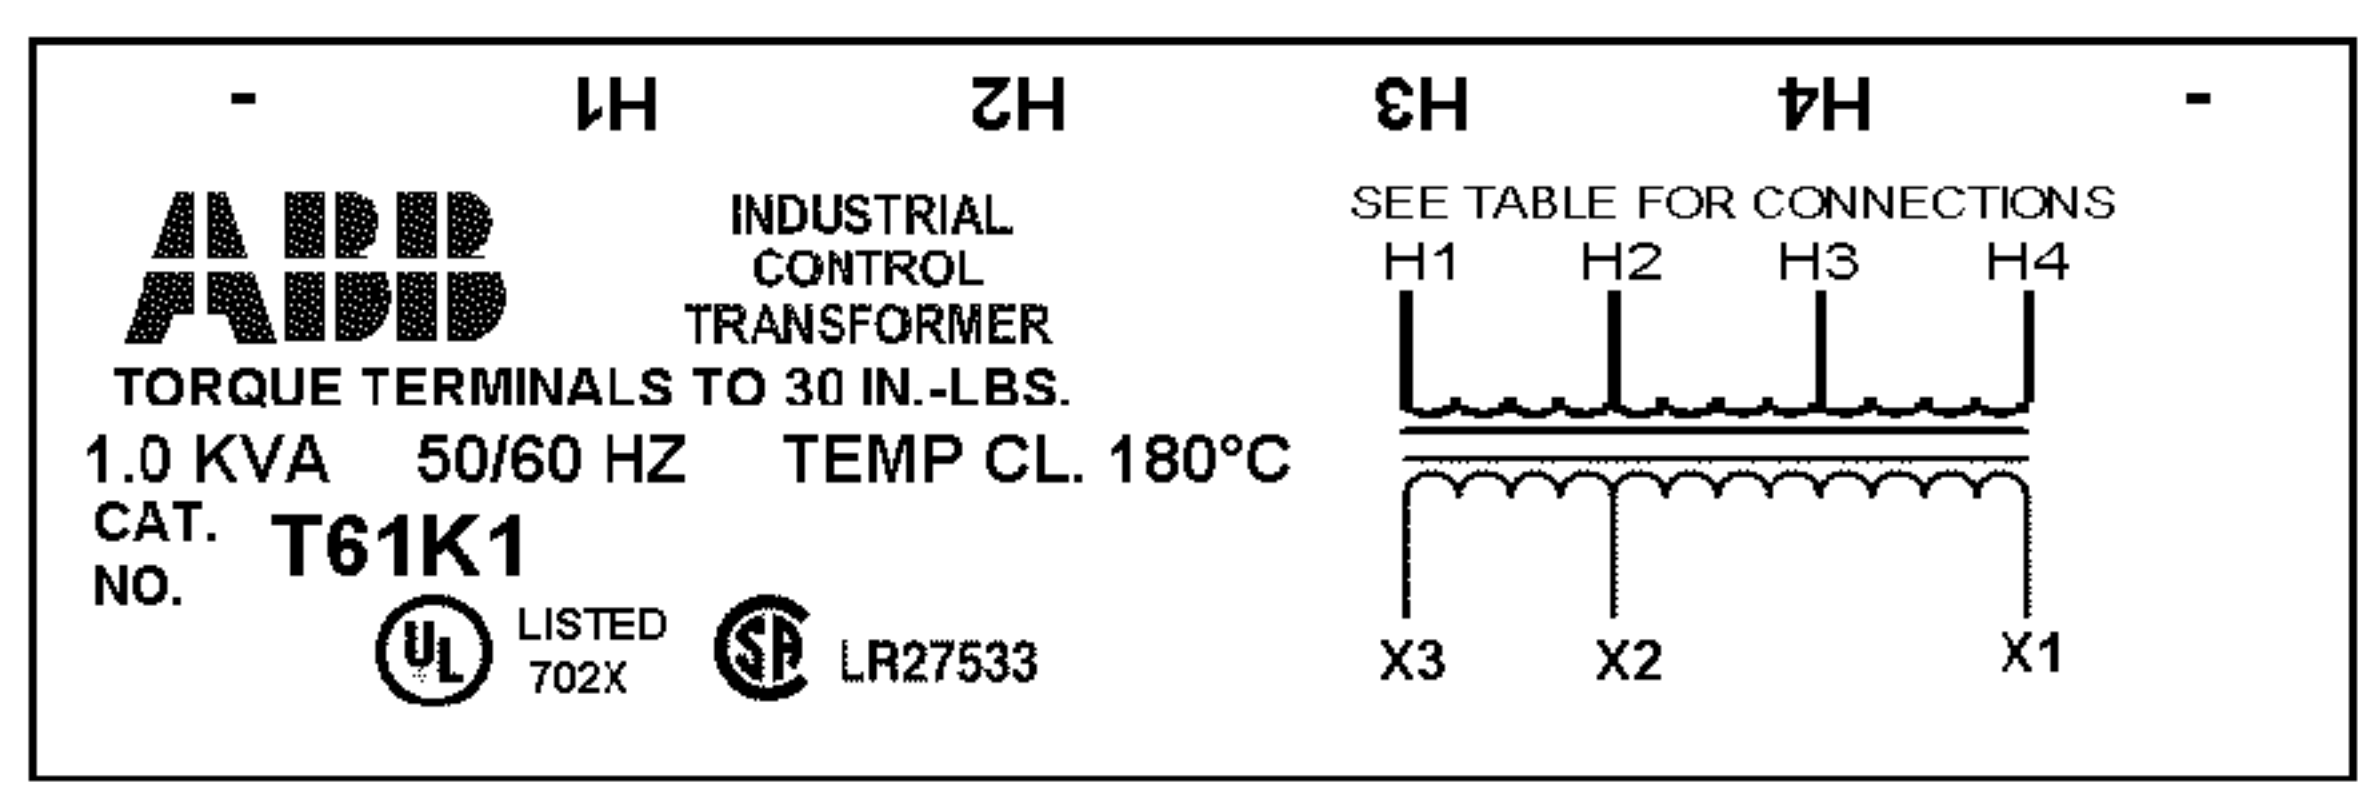 - H1 H2 H3 H4 -
ABB
INDUSTRIAL
CONTROL
TRANSFORMER
TORQUE TERMINALS TO 30 IN.-LBS.
1.0 KVA 50/60 HZ TEMP CL. 180°C
CAT.
NO.
T61K1
UL
LISTED
702X
SA
LR27533
SEE TABLE FOR CONNECTIONS
H1 H2 H3 H4
X3 X2 X1